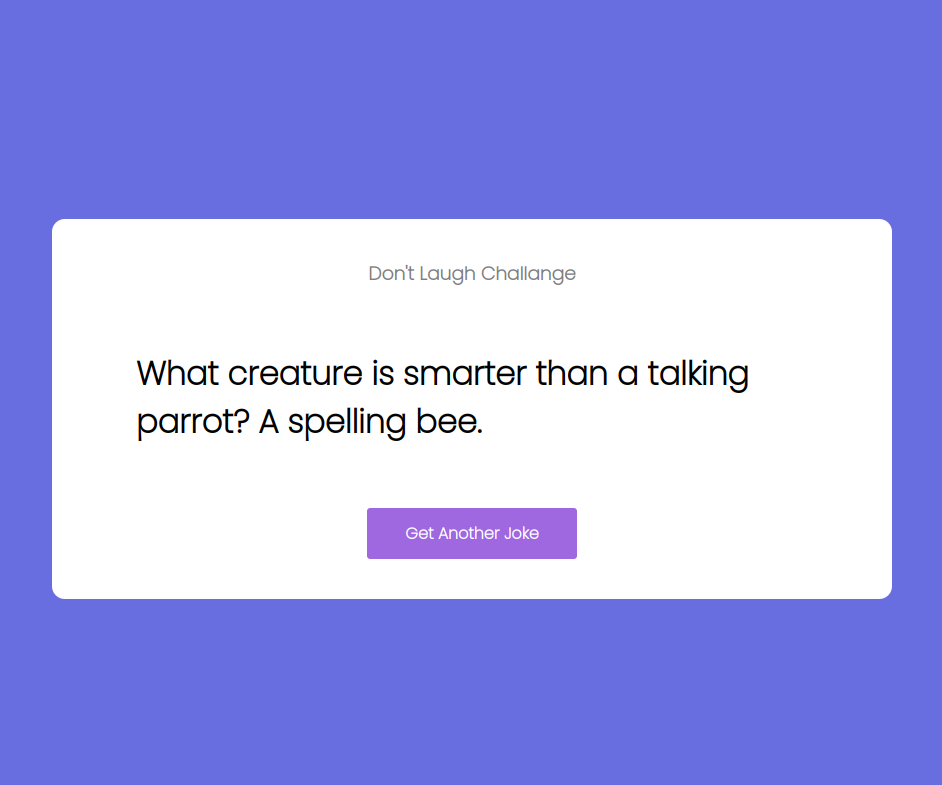 Don't Laugh Challange
What creature is smarter than a talking
parrot? A spelling bee.
Get Another Joke